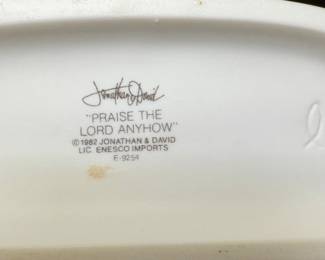 Jonathan & David
"PRAISE THE
LORD ANYHOW"
© 1982 JONATHAN & DAVID
LIC. ENESCO IMPORTS
E-9254